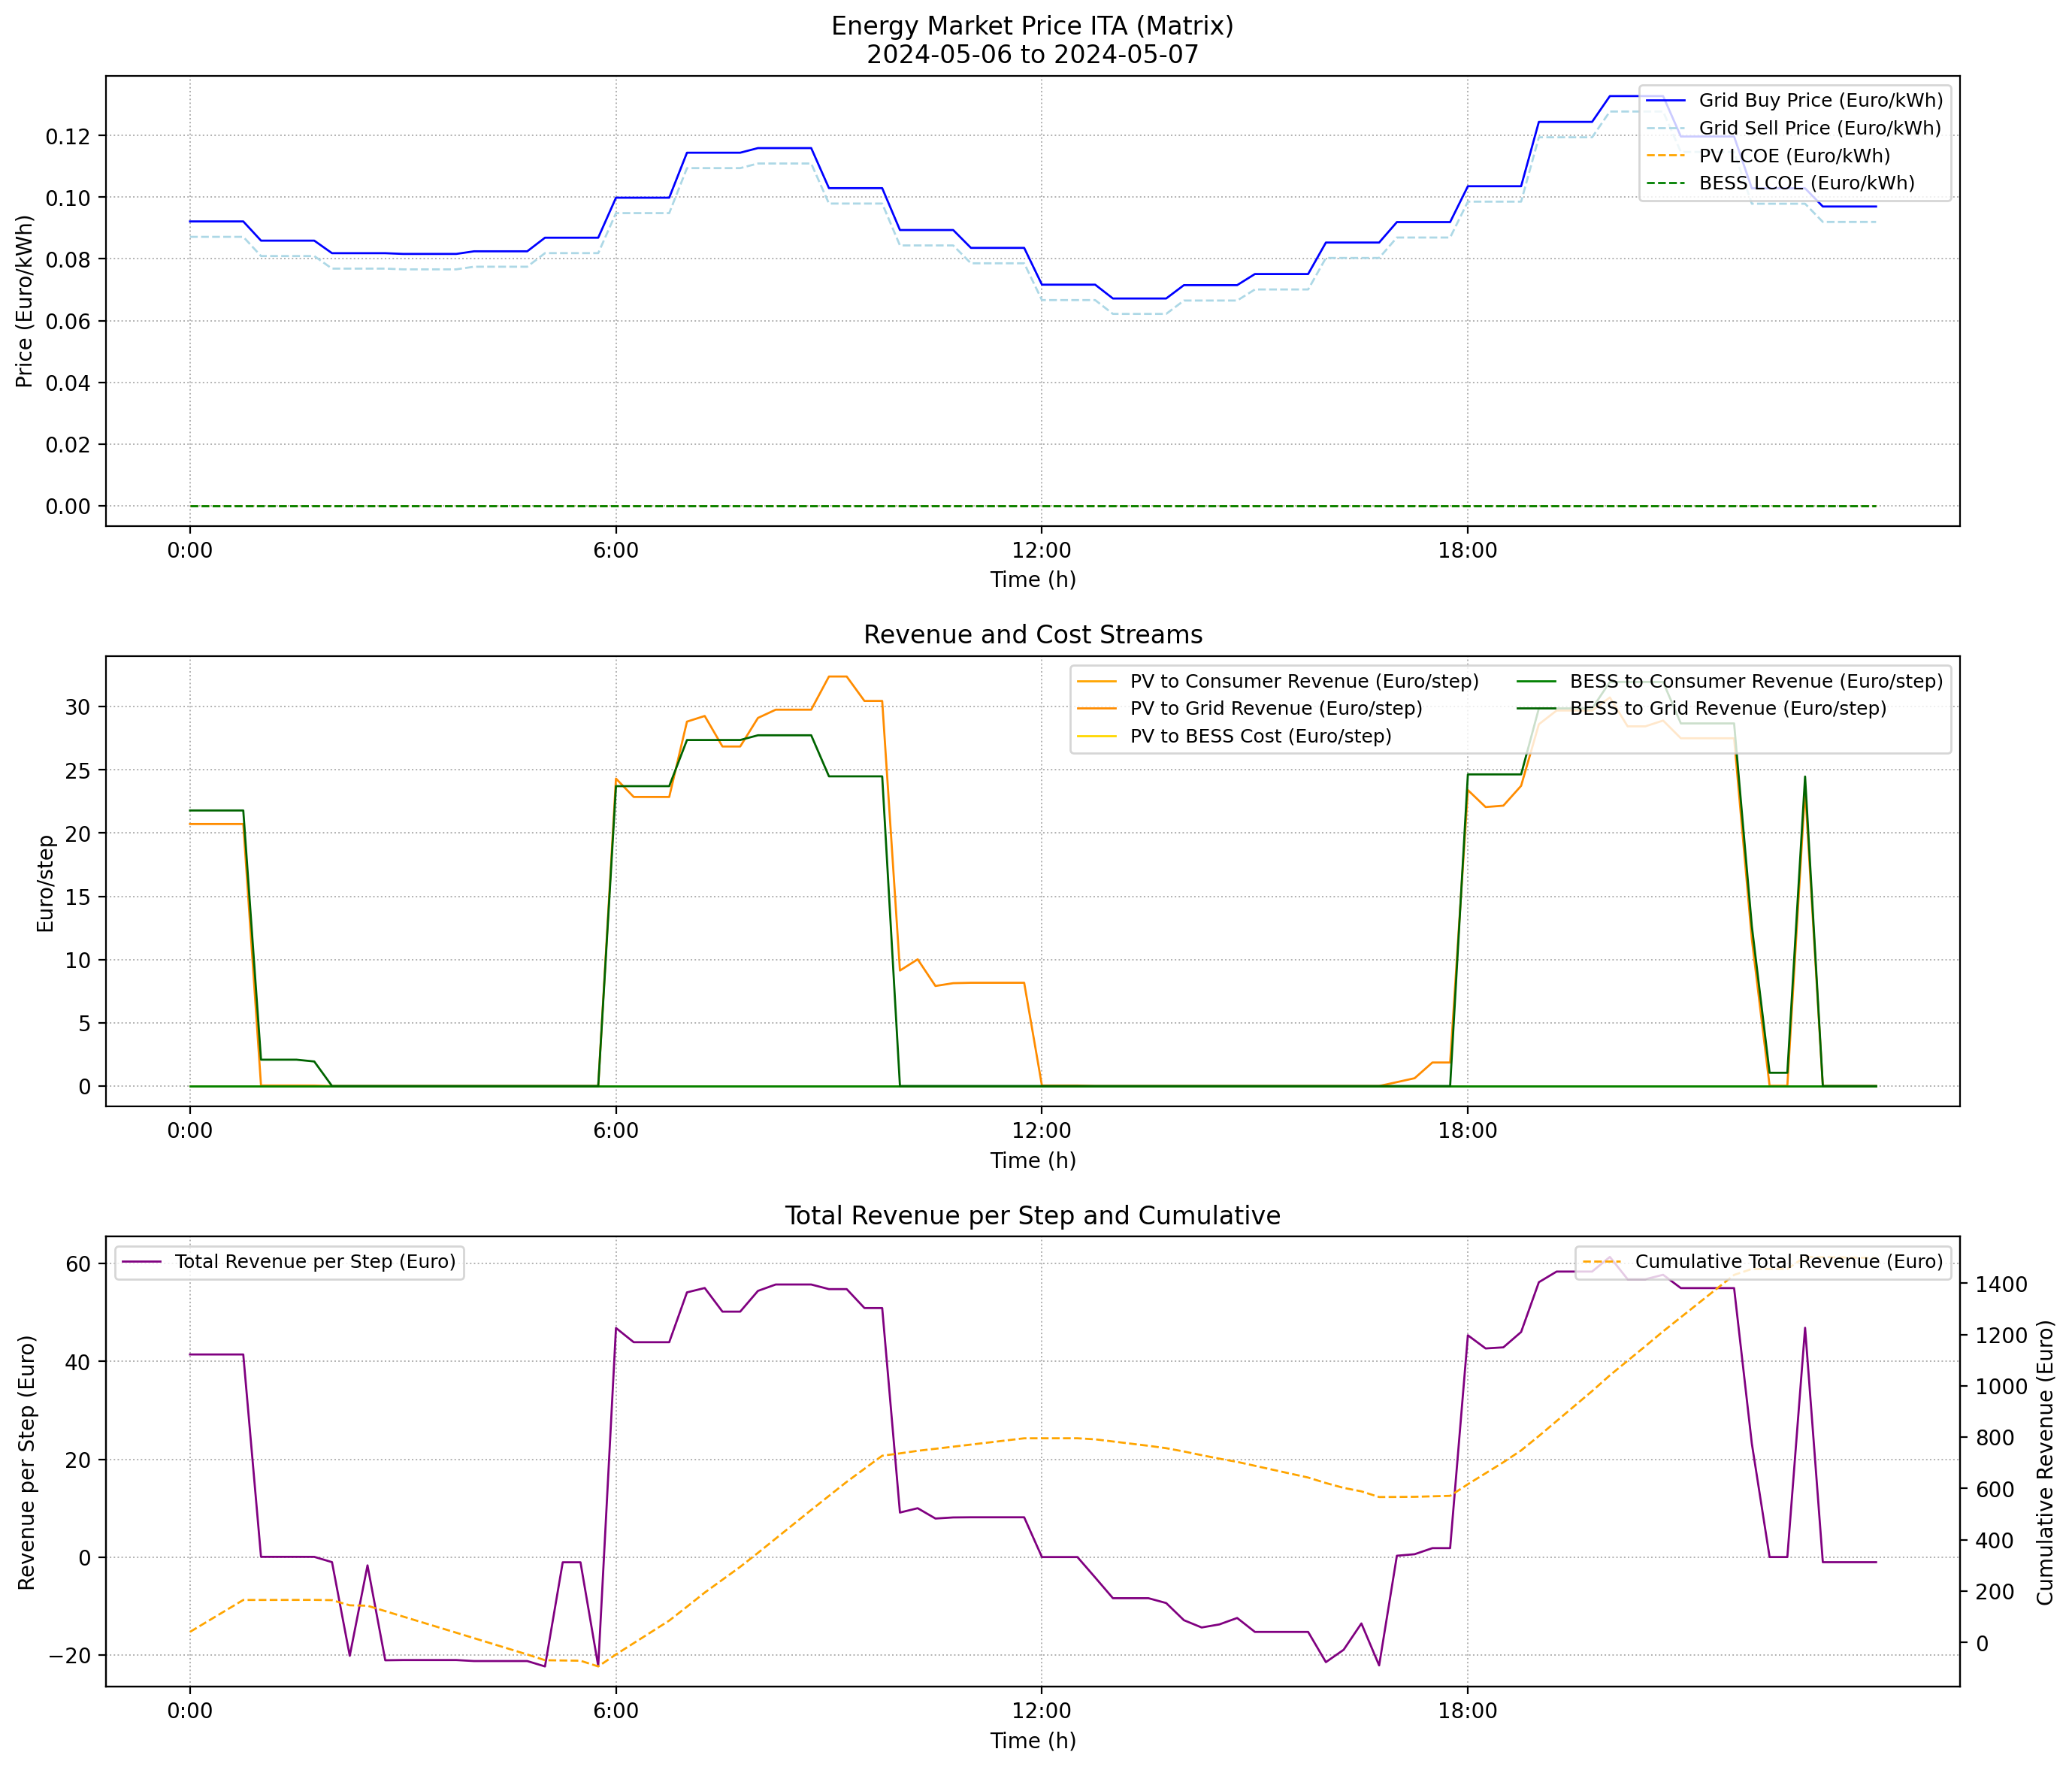 Energy Market Price ITA (Matrix)
2024-05-06 to 2024-05-07
Price (Euro/kWh)
0.12
0.10
0.08
0.06
0.04
0.02
0.00
Grid Buy Price (Euro/kWh)
Grid Sell Price (Euro/kWh)
PV LCOE (Euro/kWh)
BESS LCOE (Euro/kWh)
0:00 6:00 12:00 18:00
Time (h)
Revenue and Cost Streams
Euro/step
30
25
20
15
10
5
0
PV to Consumer Revenue (Euro/step)
PV to Grid Revenue (Euro/step)
PV to BESS Cost (Euro/step)
BESS to Consumer Revenue (Euro/step)
BESS to Grid Revenue (Euro/step)
0:00 6:00 12:00 18:00
Time (h)
Total Revenue per Step and Cumulative
Revenue per Step (Euro)
60
40
20
0
−20
Total Revenue per Step (Euro)
Cumulative Total Revenue (Euro)
1400
1200
1000
800
600
400
200
0
Cumulative Revenue (Euro)
0:00 6:00 12:00 18:00
Time (h)